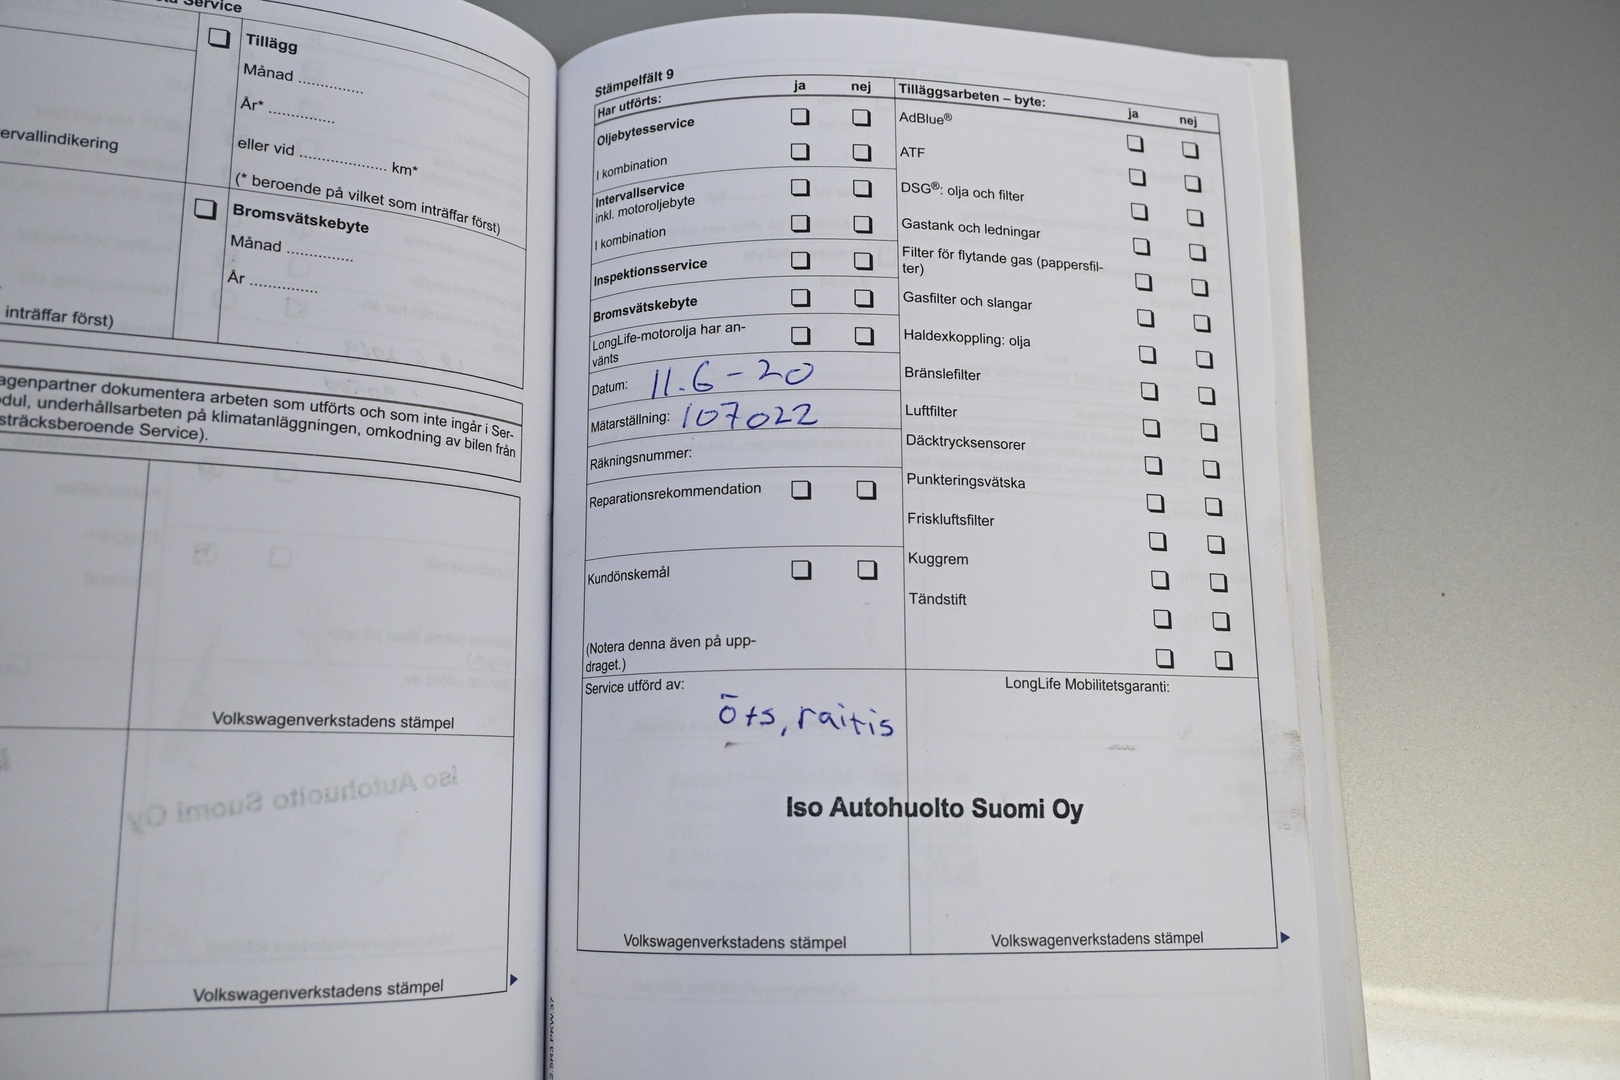 Service
Tillägg
Månad ..............
År* ..............
ervallindikering
eller vid .................. km*
(* beroende på vilket som inträffar först)
Bromsvätskebyte
Månad ..............
År ..............
inträffar först)
agenpartner dokumentera arbeten som utförts och som inte ingår i Ser-
dul, underhållsarbeten på klimatanläggningen, omkodning av bilen från
sträcksberoende Service).
Volkswagenverkstadens stämpel
Volkswagenverkstadens stämpel
Stämpelfält 9
Har utförts: ja nej
Oljebytesservice
I kombination
Intervallservice
inkl. motoroljebyte
I kombination
Inspektionsservice
Bromsvätskebyte
LongLife-motorolja har an-
vänts
Datum: 11.6-20
Mätarställning: 107022
Räkningsnummer:
Reparationsrekommendation
Kundönskemål
(Notera denna även på upp-
draget.)
Tilläggsarbeten – byte: ja nej
AdBlue®
ATF
DSG®: olja och filter
Gastank och ledningar
Filter för flytande gas (pappersfil-
ter)
Gasfilter och slangar
Haldexkoppling: olja
Bränslefilter
Luftfilter
Däcktrycksensorer
Punkteringsvätska
Friskluftsfilter
Kuggrem
Tändstift
Service utförd av:
öts, raitis
LongLife Mobilitetsgaranti:
Iso Autohuolto Suomi Oy
Volkswagenverkstadens stämpel
Volkswagenverkstadens stämpel